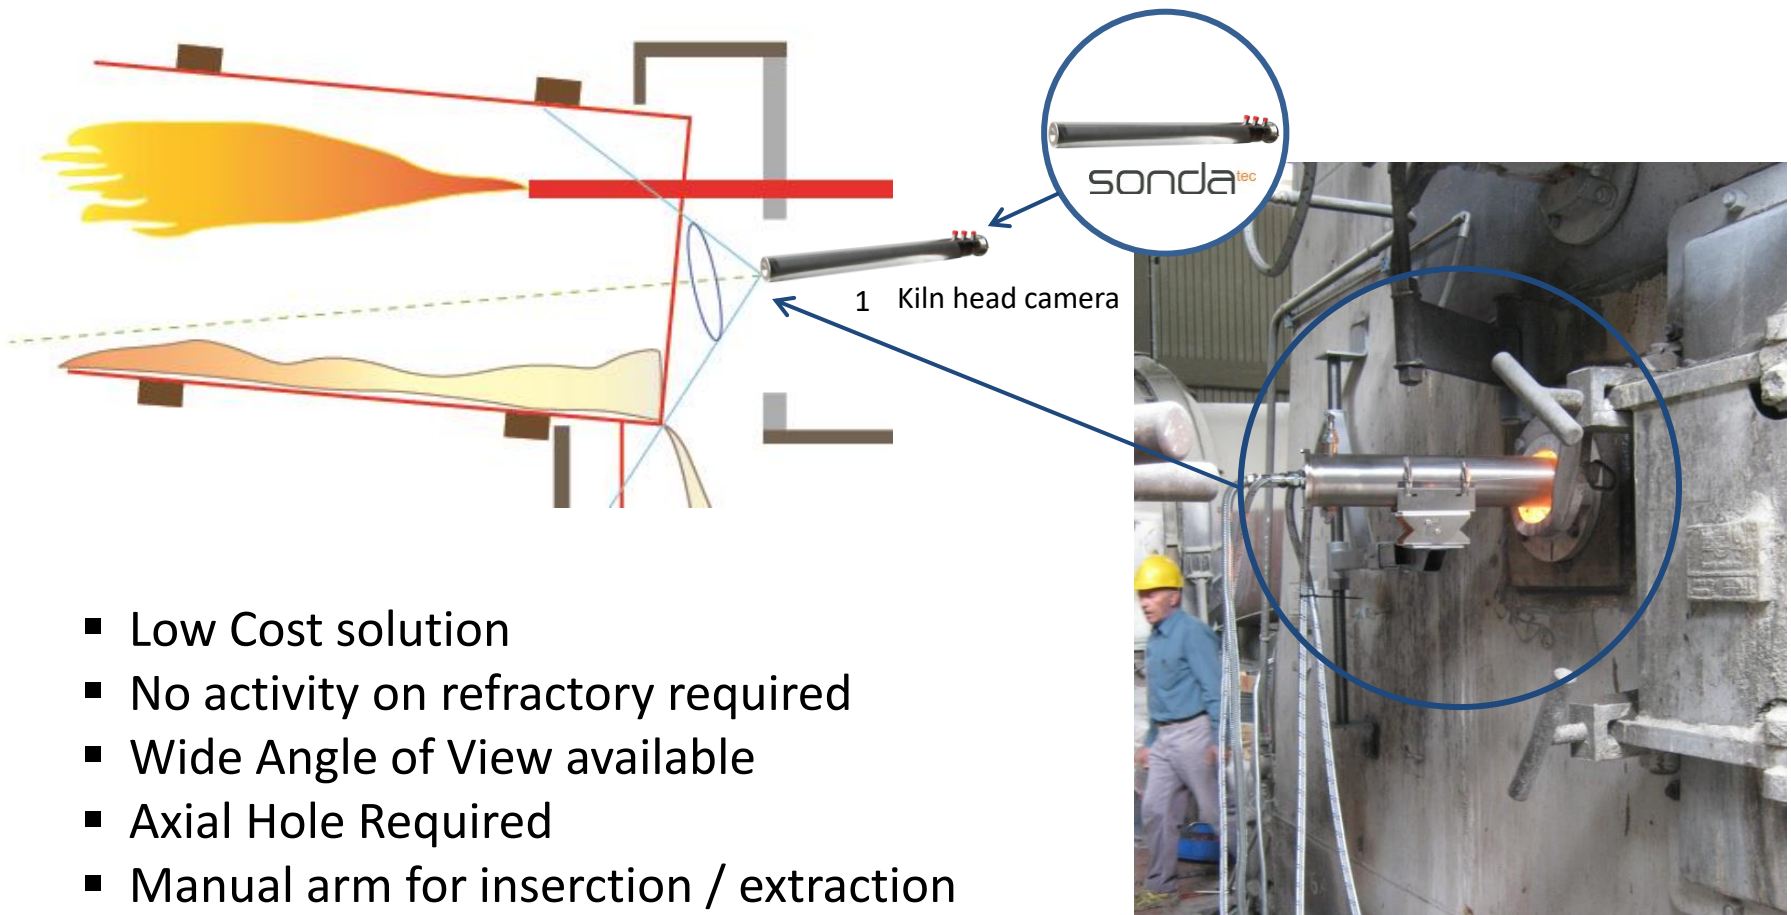 sonda tec
1 Kiln head camera
▪ Low Cost solution
▪ No activity on refractory required
▪ Wide Angle of View available
▪ Axial Hole Required
▪ Manual arm for inserction / extraction